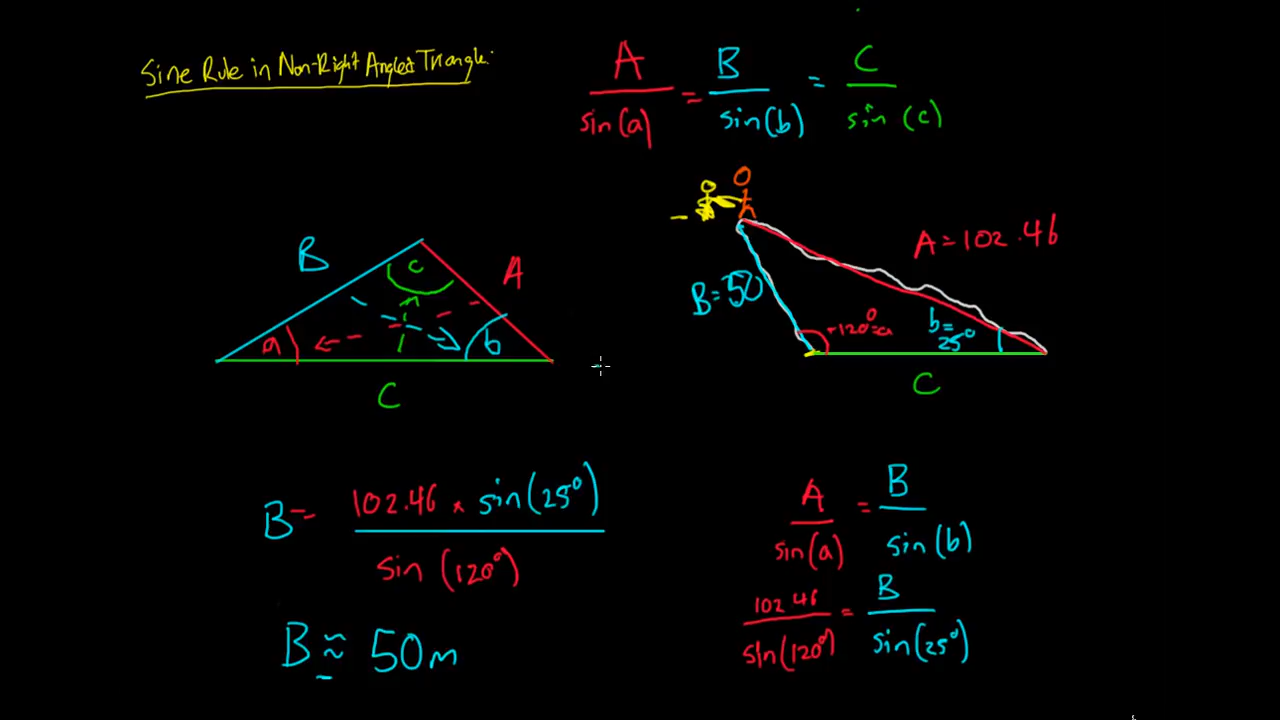 Sine Rule in Non-Right Angled Triangle.
A/sin(a) = B/sin(b) = C/sin(c)
B
c
A
a
b
C
A=102.46
B=50
120°=a
b=
25°
C
B= 102.46 × sin(25°)
sin(120°)
B ≈ 50m
A/sin(a) = B/sin(b)
102.46/sin(120°) = B/sin(25°)